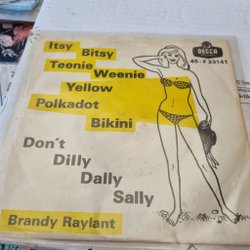 Itsy
Bitsy
Teenie
Weenie
Yellow
Polkadot
Bikini
DECCA
45-F 23141
Don't
Dilly
Dally
Sally
Brandy Raylant